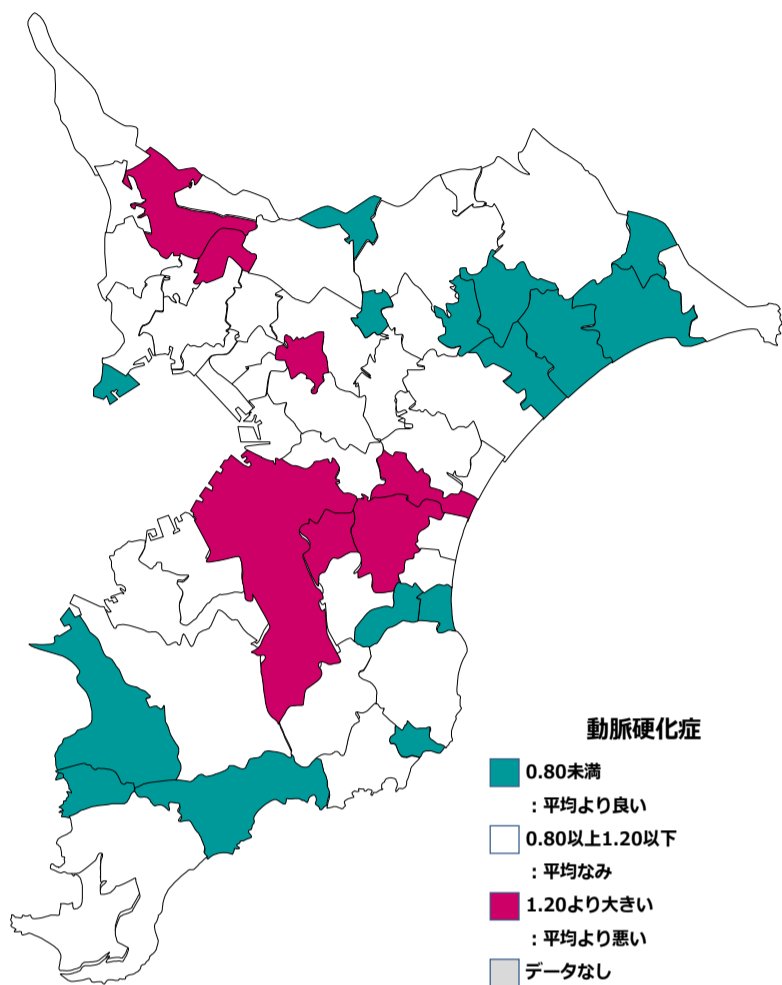 動脈硬化症
0.80未満
：平均より良い
0.80以上1.20以下
：平均なみ
1.20より大きい
：平均より悪い
データなし